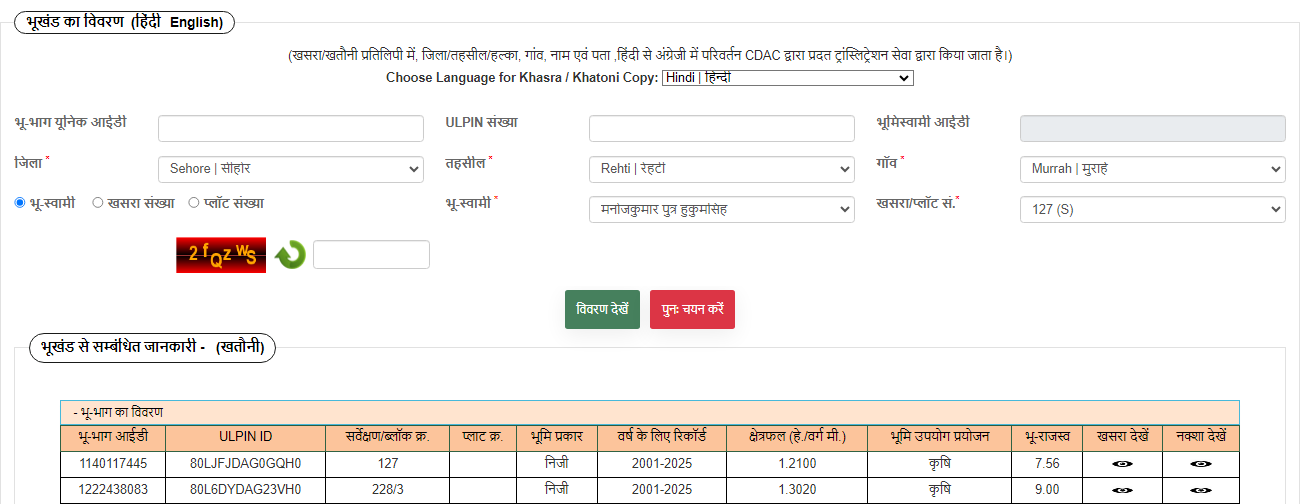 भूखंड का विवरण (हिंदी English)
(खसरा/खतौनी प्रतिलिपी में, जिला/तहसील/हल्का, गांव, नाम एवं पता ,हिंदी से अंग्रेजी में परिवर्तन CDAC द्वारा प्रदत ट्रांस्लिट्रेशन सेवा द्वारा किया जाता है।)
Choose Language for Khasra / Khatoni Copy: Hindi | हिन्दी
भू-भाग यूनिक आईडी ULPIN संख्या भूमिस्वामी आईडी
जिला * Sehore | सीहोर तहसील * Rehti | रेहटी गाँव * Murrah | मुराह
भू-स्वामी खसरा संख्या प्लॉट संख्या भू-स्वामी * मनोजकुमार पुत्र हुकुमसिंह खसरा/प्लॉट सं.* 127 (S)
2 f Q z W S
विवरण देखें पुनः चयन करें
भूखंड से सम्बंधित जानकारी - (खतौनी)
- भू-भाग का विवरण
भू-भाग आईडी ULPIN ID सर्वेक्षण/ब्लॉक क्र. प्लाट क्र. भूमि प्रकार वर्ष के लिए रिकॉर्ड क्षेत्रफल (हे./वर्ग मी.) भूमि उपयोग प्रयोजन भू-राजस्व खसरा देखें नक्शा देखें
1140117445 80LJFJDAG0GQH0 127 निजी 2001-2025 1.2100 कृषि 7.56
1222438083 80L6DYDAG23VH0 228/3 निजी 2001-2025 1.3020 कृषि 9.00